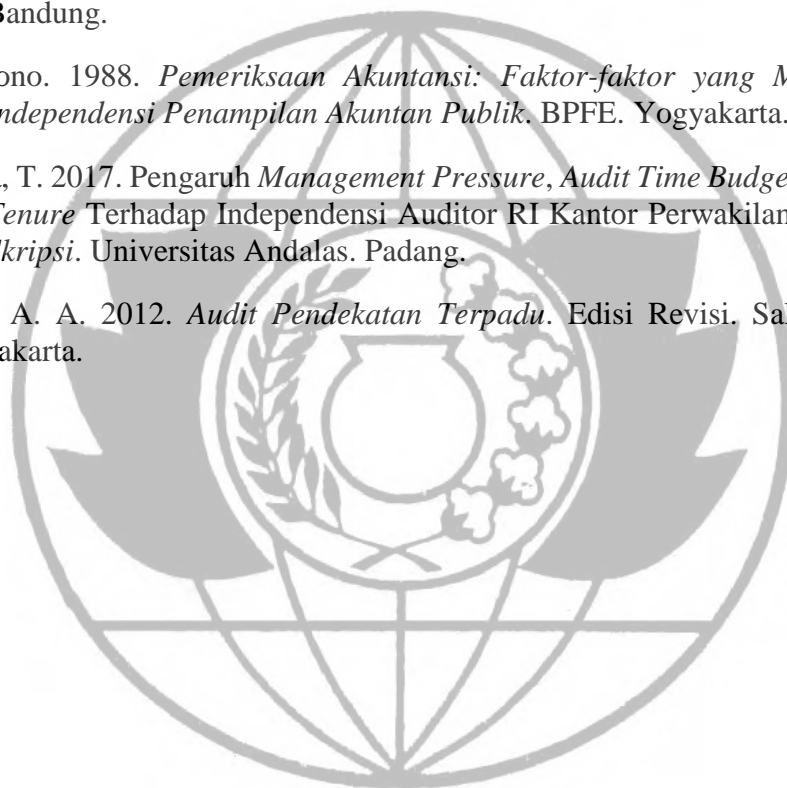 Bandung.
ono. 1988. Pemeriksaan Akuntansi: Faktor-faktor yang M
ndependensi Penampilan Akuntan Publik. BPFE. Yogyakarta.
, T. 2017. Pengaruh Management Pressure, Audit Time Budge
Tenure Terhadap Independensi Auditor RI Kantor Perwakilan
kripsi. Universitas Andalas. Padang.
A. A. 2012. Audit Pendekatan Terpadu. Edisi Revisi. Sal
akarta.